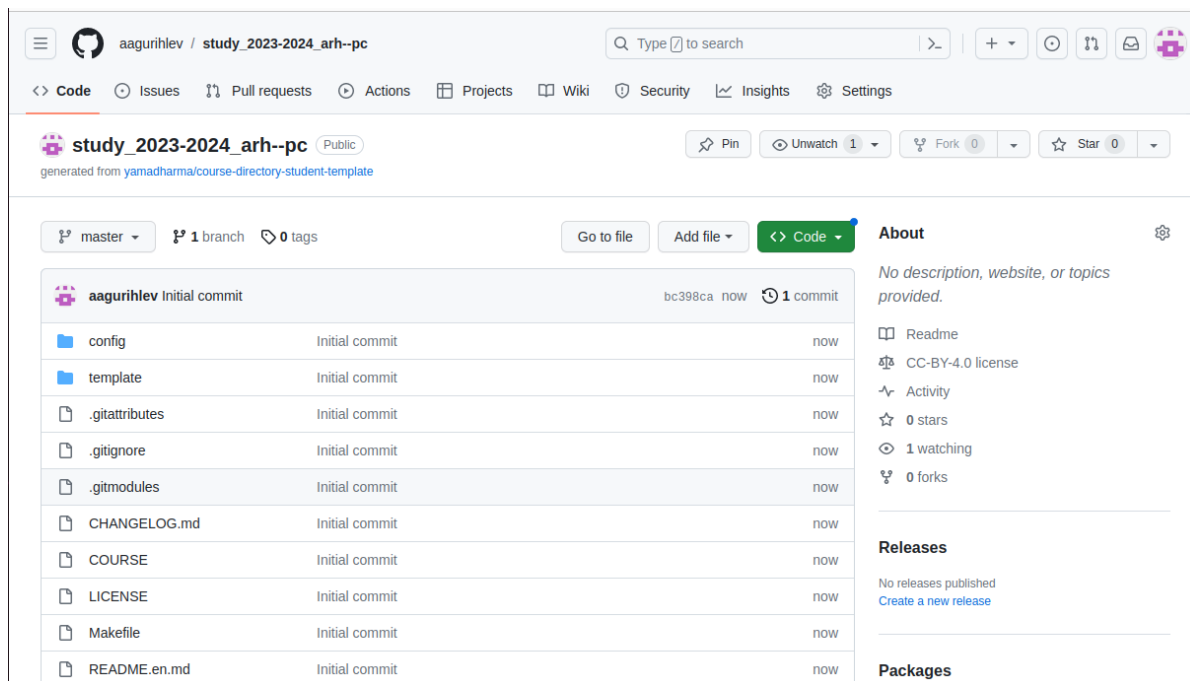 aagurihlev / study_2023-2024_arh--pc
Type / to search
Code Issues Pull requests Actions Projects Wiki Security Insights Settings
study_2023-2024_arh--pc Public
Pin Unwatch 1 Fork 0 Star 0
generated from yamadharma/course-directory-student-template
master 1 branch 0 tags Go to file Add file Code
aagurihlev Initial commit bc398ca now 1 commit
config Initial commit now
template Initial commit now
.gitattributes Initial commit now
.gitignore Initial commit now
.gitmodules Initial commit now
CHANGELOG.md Initial commit now
COURSE Initial commit now
LICENSE Initial commit now
Makefile Initial commit now
README.en.md Initial commit now
About
No description, website, or topics
provided.
Readme
CC-BY-4.0 license
Activity
0 stars
1 watching
0 forks
Releases
No releases published
Create a new release
Packages